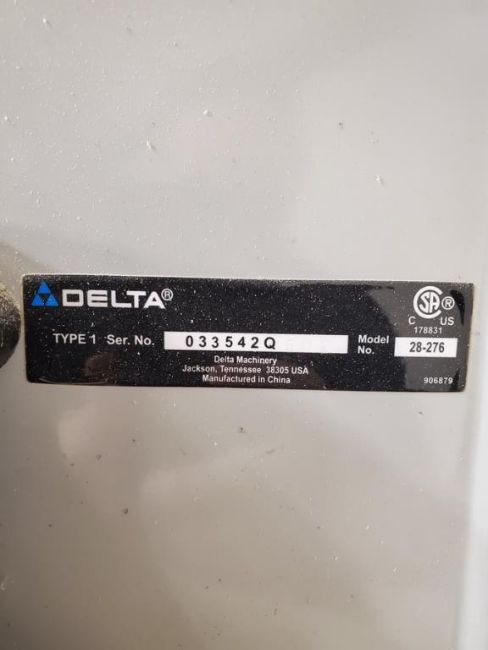 DELTA®
SA ®
C US
178831
TYPE 1 Ser. No. 033542Q Model No. 28-276
Delta Machinery
Jackson, Tennessee 38305 USA
Manufactured in China
906879